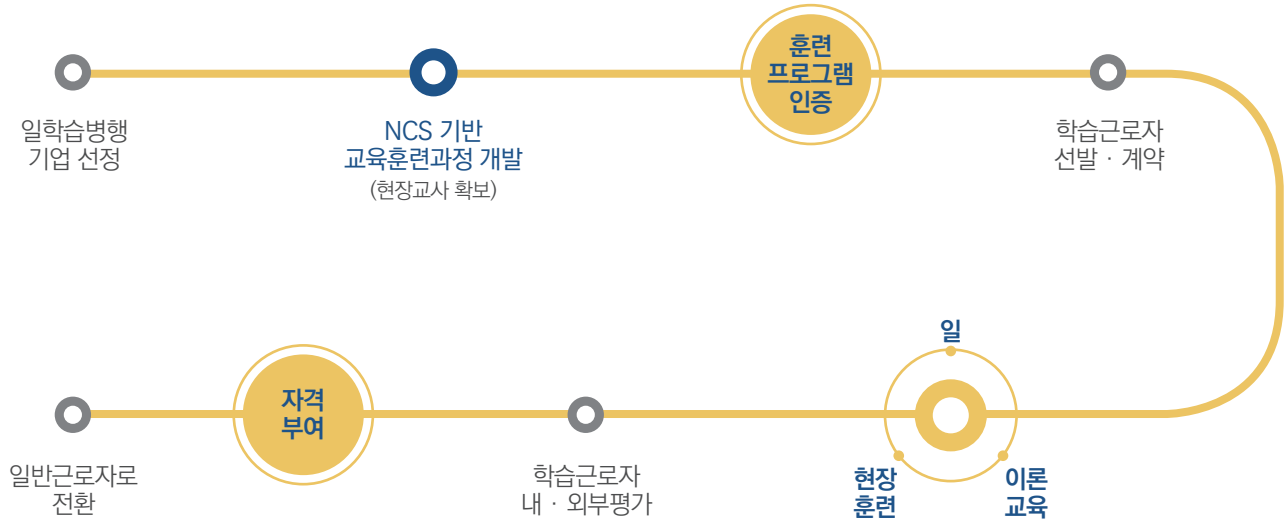 일학습병행
기업 선정
NCS 기반
교육훈련과정 개발
(현장교사 확보)
훈련
프로그램
인증
학습근로자
선발 · 계약
일
현장
훈련
이론
교육
학습근로자
내 · 외부평가
자격
부여
일반근로자로
전환